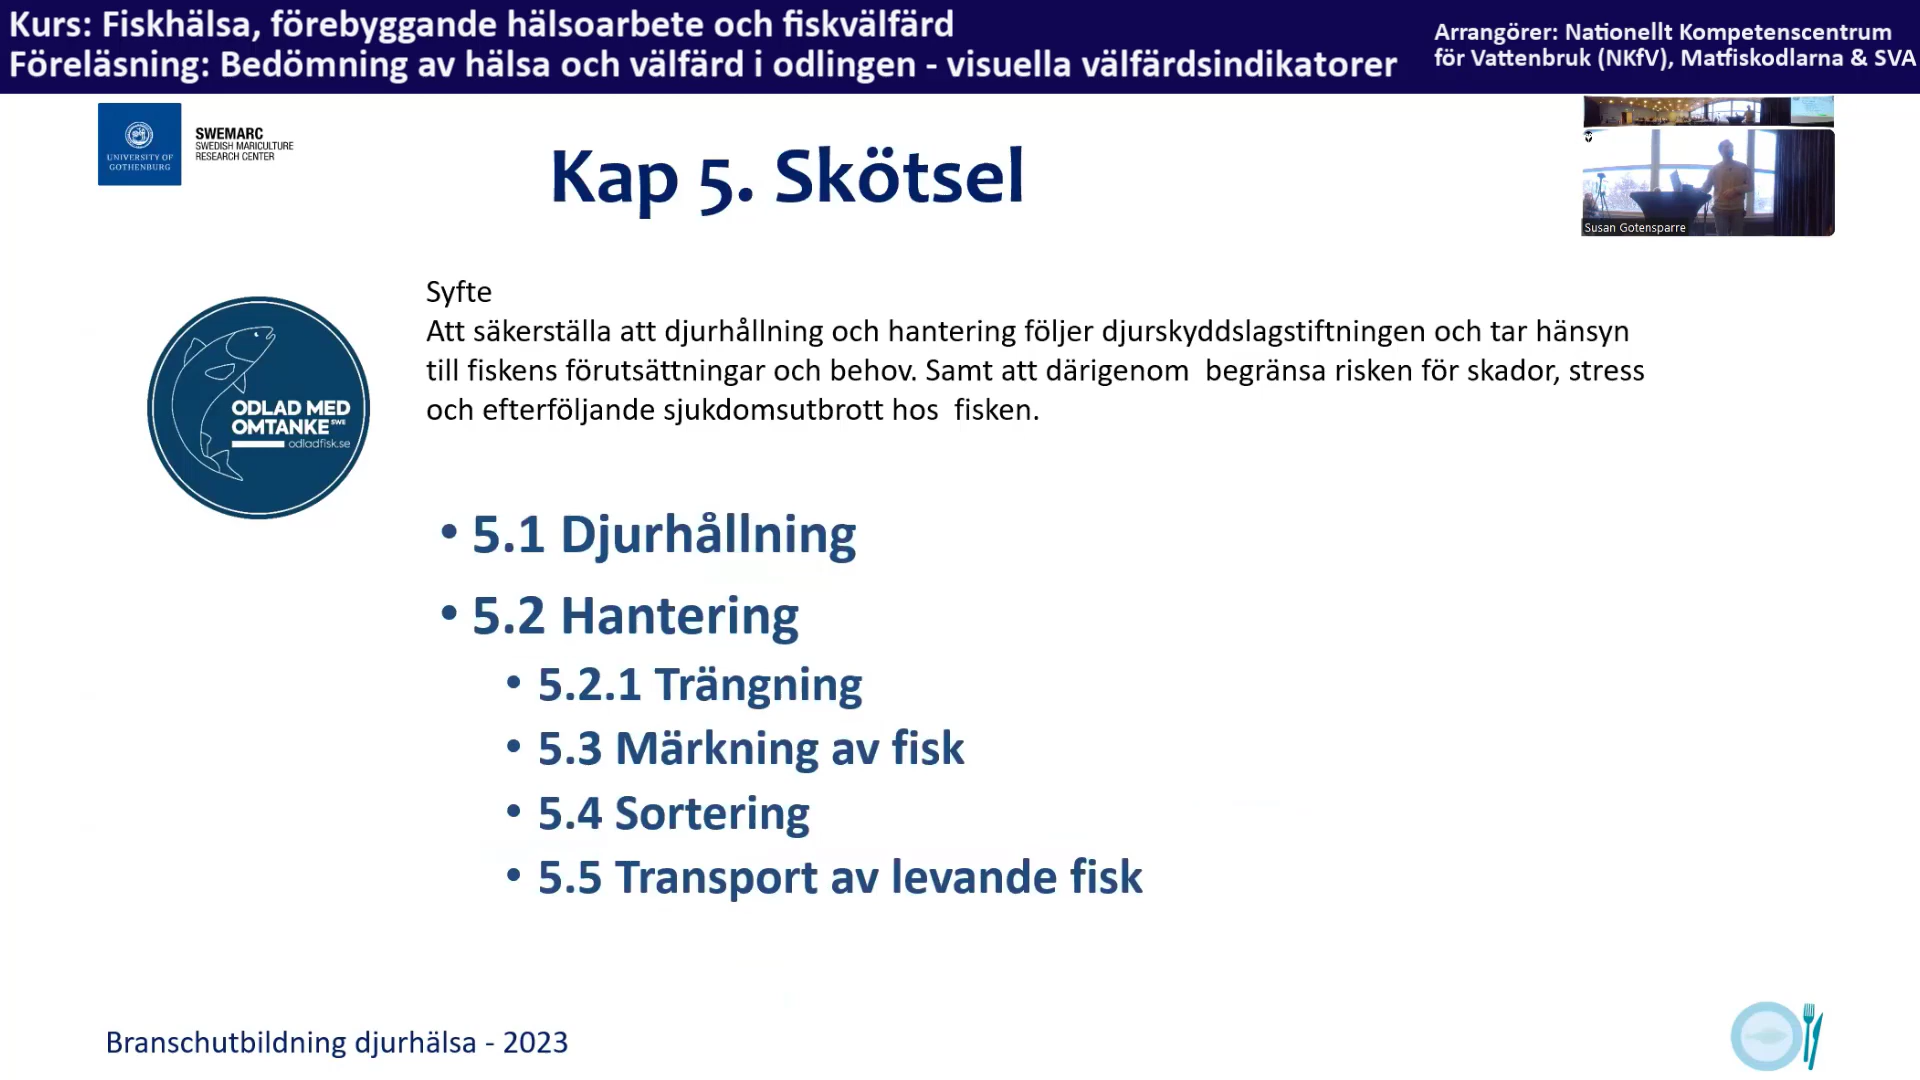 Kurs: Fiskhälsa, förebyggande hälsoarbete och fiskvälfärd
Föreläsning: Bedömning av hälsa och välfärd i odlingen - visuella välfärdsindikatorer
Arrangörer: Nationellt Kompetenscentrum
för Vattenbruk (NKfV), Matfiskodlarna & SVA
UNIVERSITY OF
GOTHENBURG
SWEMARC
SWEDISH MARICULTURE
RESEARCH CENTER
Kap 5. Skötsel
Susan Gotensparre
Syfte
Att säkerställa att djurhållning och hantering följer djurskyddslagstiftningen och tar hänsyn
till fiskens förutsättningar och behov. Samt att därigenom  begränsa risken för skador, stress
och efterföljande sjukdomsutbrott hos  fisken.
ODLAD MED
OMTANKE SWE
odladfisk.se
• 5.1 Djurhållning
• 5.2 Hantering
• 5.2.1 Trängning
• 5.3 Märkning av fisk
• 5.4 Sortering
• 5.5 Transport av levande fisk
Branschutbildning djurhälsa - 2023